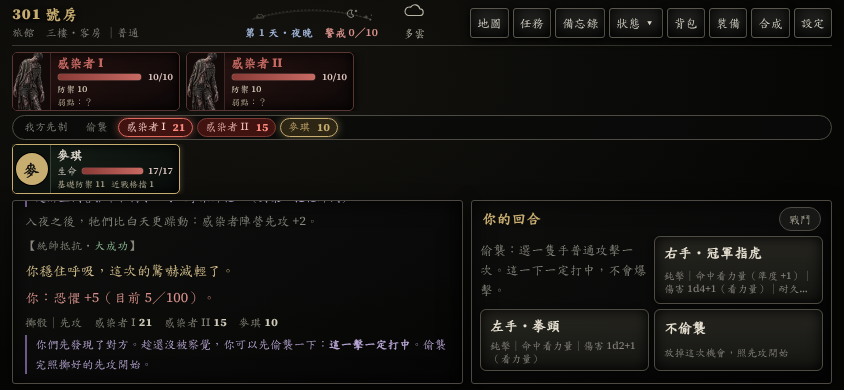 301 號房
旅館　三樓・客房 ｜普通
第 1 天・夜晚　警戒 0／10
多雲
地圖
任務
備忘錄
狀態 ▾
背包
裝備
合成
設定
感染者 I
10/10
防禦 10
弱點：？
感染者 II
10/10
防禦 10
弱點：？
我方先制　偷襲　感染者 I 21　感染者 II 15　麥琪 10
麥
麥琪
生命 17/17
基礎防禦 11　近戰格擋 1
入夜之後，牠們比白天更躁動：感染者陣營先攻 +2。
【統帥抵抗・大成功】
你穩住呼吸，這次的驚嚇減輕了。
你：恐懼 +5（目前 5／100）。
擲骰｜先攻　感染者 I 21　感染者 II 15　麥琪 10
你們先發現了對方。趁還沒被察覺，你可以先偷襲一下：這一擊一定打中。偷襲
完照擲好的先攻開始。
你的回合
戰鬥
偷襲：選一隻手普通攻擊一
次。這一下一定打中，不會爆
擊。
右手・冠軍指虎
鈍擊｜命中看力量（準度 +1）｜
傷害 1d4+1（看力量）｜耐久…
左手・拳頭
鈍擊｜命中看力量｜傷害 1d2+1
（看力量）
不偷襲
放掉這次機會，照先攻開始